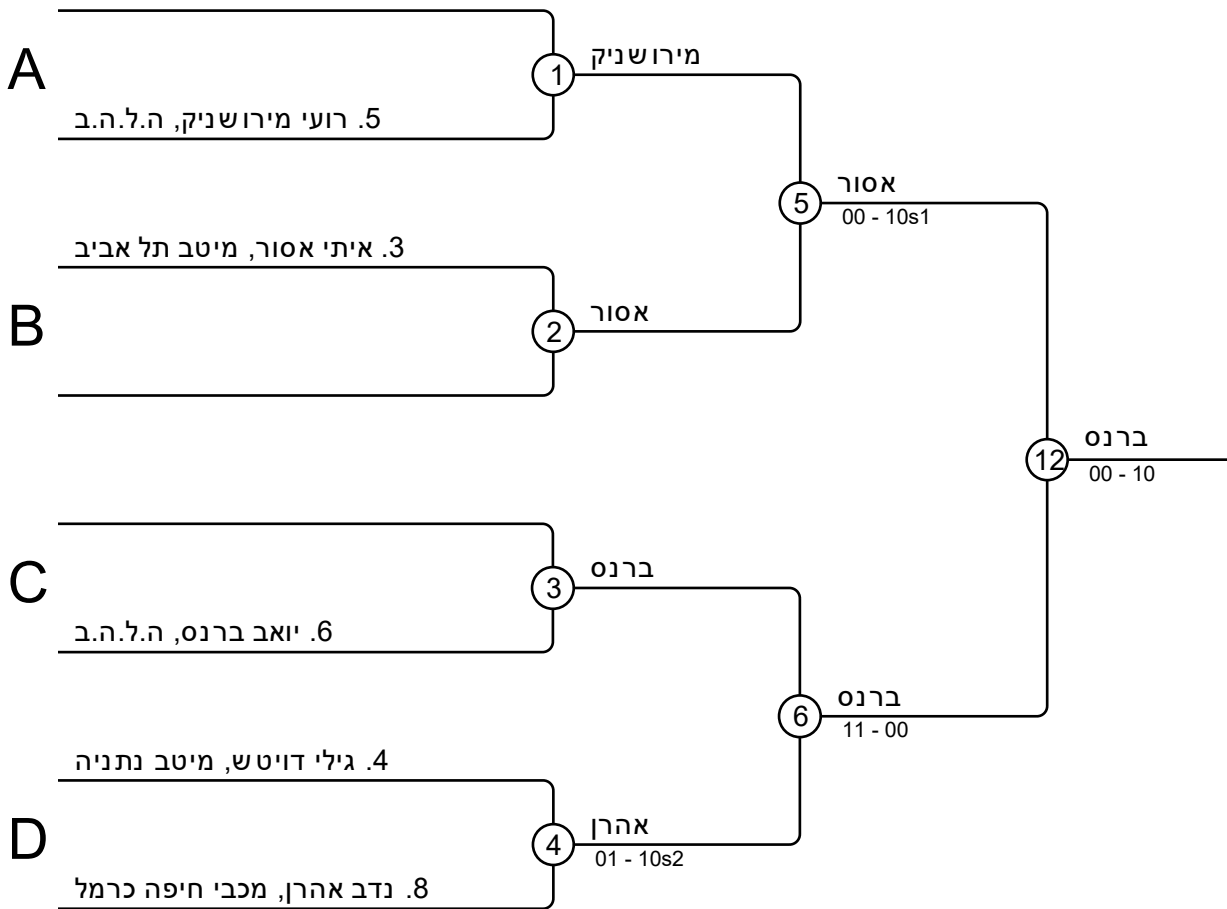 A
1
מירושניק
5. רועי מירושניק, ה.ל.ה.ב
5
אסור
00 - 10s1
3. איתי אסור, מיטב תל אביב
B
2
אסור
12
ברנס
00 - 10
C
3
ברנס
6. יואב ברנס, ה.ל.ה.ב
6
ברנס
11 - 00
4. גילי דויטש, מיטב נתניה
D
4
אהרן
01 - 10s2
8. נדב אהרן, מכבי חיפה כרמל